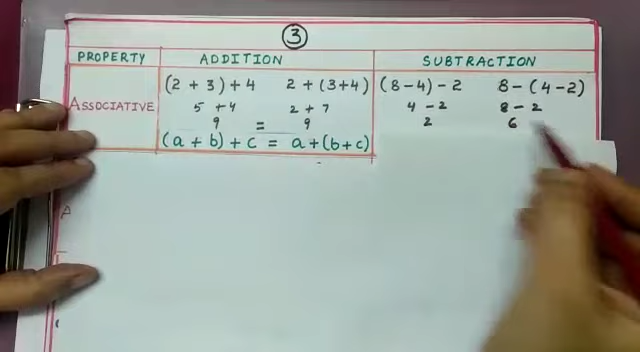 3
PROPERTY ADDITION SUBTRACTION
ASSOCIATIVE
(2 + 3) + 4 2 + (3+4) (8-4) - 2 8 - (4-2)
5 + 4 2 + 7 4 - 2 8 - 2
9 = 9 2 6
(a + b) + c = a + (b + c)